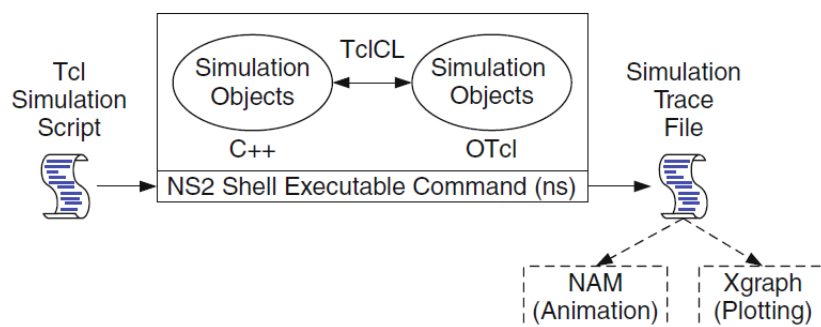 Tcl
Simulation
Script
Simulation
Objects
C++
TclCL
Simulation
Objects
OTcl
NS2 Shell Executable Command (ns)
Simulation
Trace
File
NAM
(Animation)
Xgraph
(Plotting)